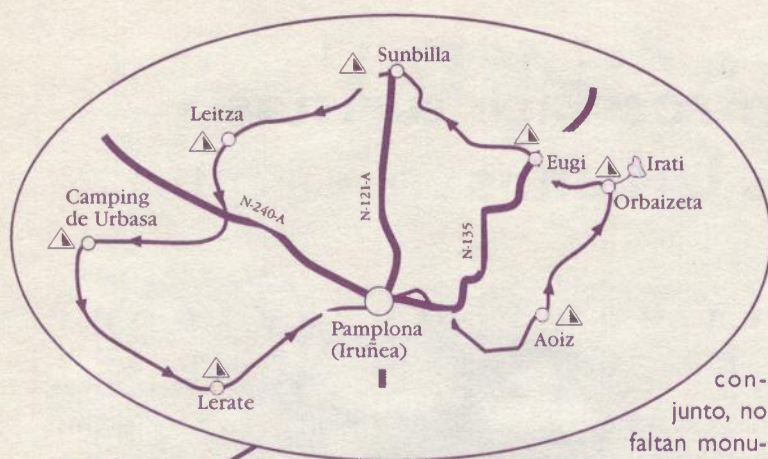 Sunbilla
Leitza
Eugi
Irati
Orbaizeta
Camping
de Urbasa
N-240-A
N-121-A
N-135
Pamplona
(Iruñea)
Aoiz
Lerate
con-
junto, no
faltan monu-